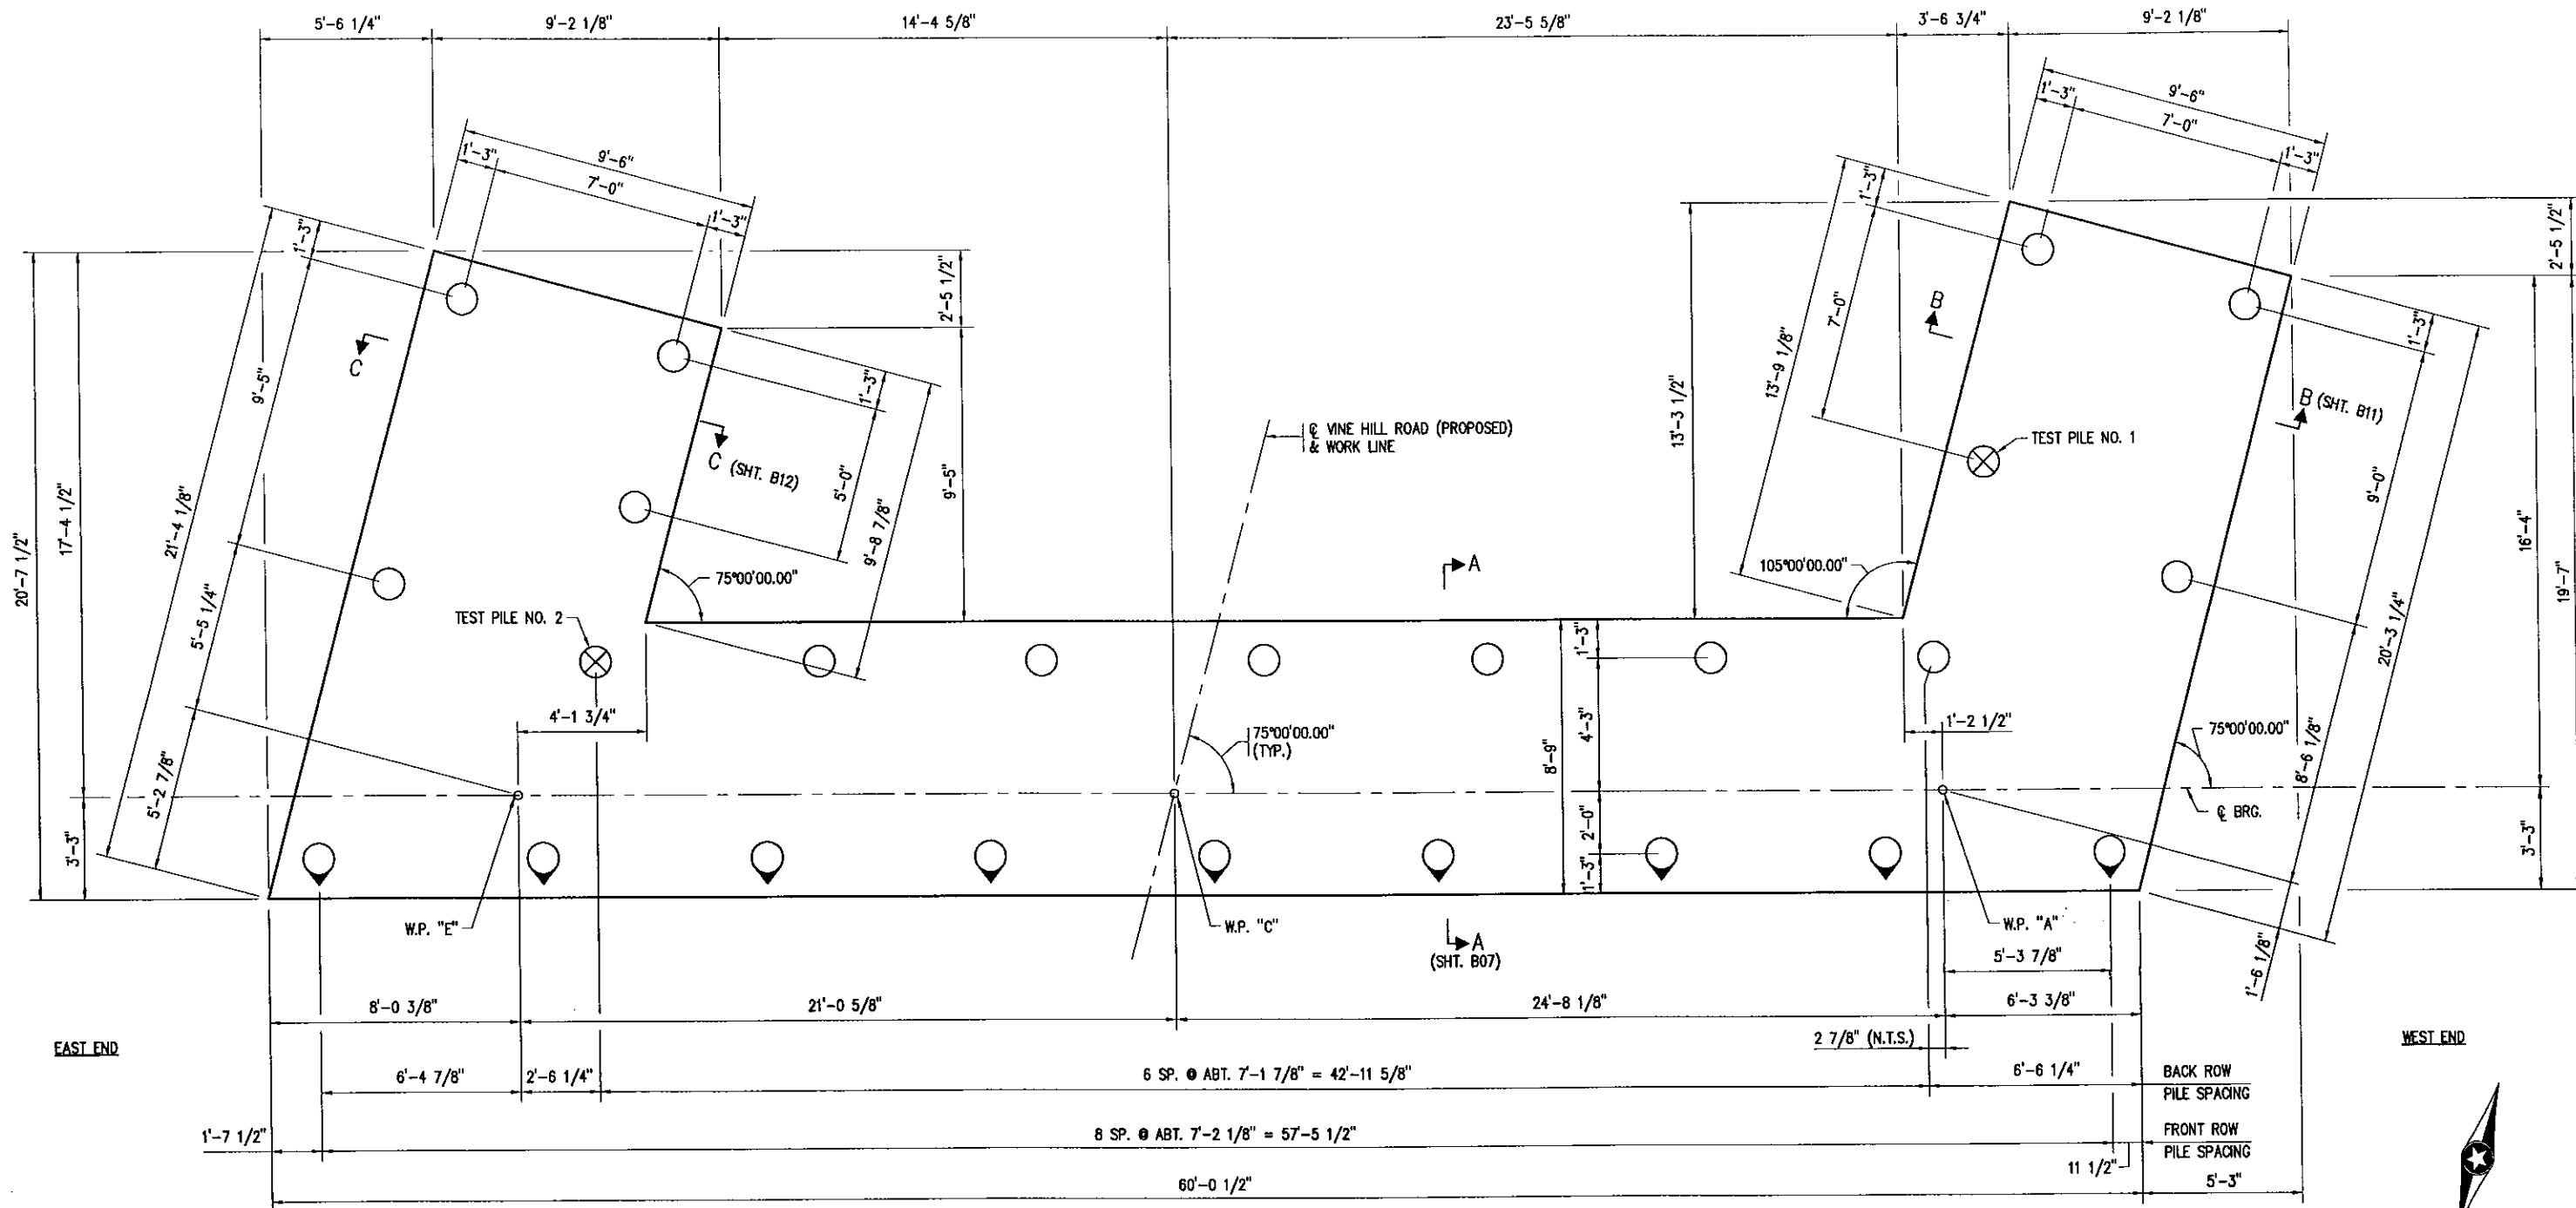 5'-6 1/4"
9'-2 1/8"
14'-4 5/8"
23'-5 5/8"
3'-6 3/4"
9'-2 1/8"
1'-3"
9'-6"
7'-0"
1'-3"
1'-3"
9'-6"
7'-0"
1'-3"
1'-3"
9'-5"
21'-4 1/8"
5'-5 1/4"
5'-2 7/8"
20'-7 1/2"
17'-4 1/2"
3'-3"
C
2'-5 1/2"
9'-5"
1'-3"
5'-0"
9'-8 7/8"
C (SHT. B12)
75°00'00.00"
TEST PILE NO. 2
4'-1 3/4"
℄ VINE HILL ROAD (PROPOSED)
& WORK LINE
A
75°00'00.00"
(TYP.)
13'-3 1/2"
13'-9 1/8"
1'-3"
7'-0"
B
TEST PILE NO. 1
B (SHT. B11)
105°00'00.00"
2'-5 1/2"
1'-3"
9'-0"
20'-3 1/4"
8'-6 1/8"
1'-6 1/8"
16'-4"
19'-7"
3'-3"
8'-9"
1'-3"
4'-3"
2'-0"
1'-3"
1'-2 1/2"
75°00'00.00"
℄ BRG.
W.P. "E"
W.P. "C"
W.P. "A"
A
(SHT. B07)
5'-3 7/8"
8'-0 3/8"
21'-0 5/8"
24'-8 1/8"
6'-3 3/8"
EAST END
2 7/8" (N.T.S.)
WEST END
6'-4 7/8"
2'-6 1/4"
6 SP. @ ABT. 7'-1 7/8" = 42'-11 5/8"
6'-6 1/4"
BACK ROW
PILE SPACING
1'-7 1/2"
8 SP. @ ABT. 7'-2 1/8" = 57'-5 1/2"
FRONT ROW
PILE SPACING
11 1/2"
60'-0 1/2"
5'-3"